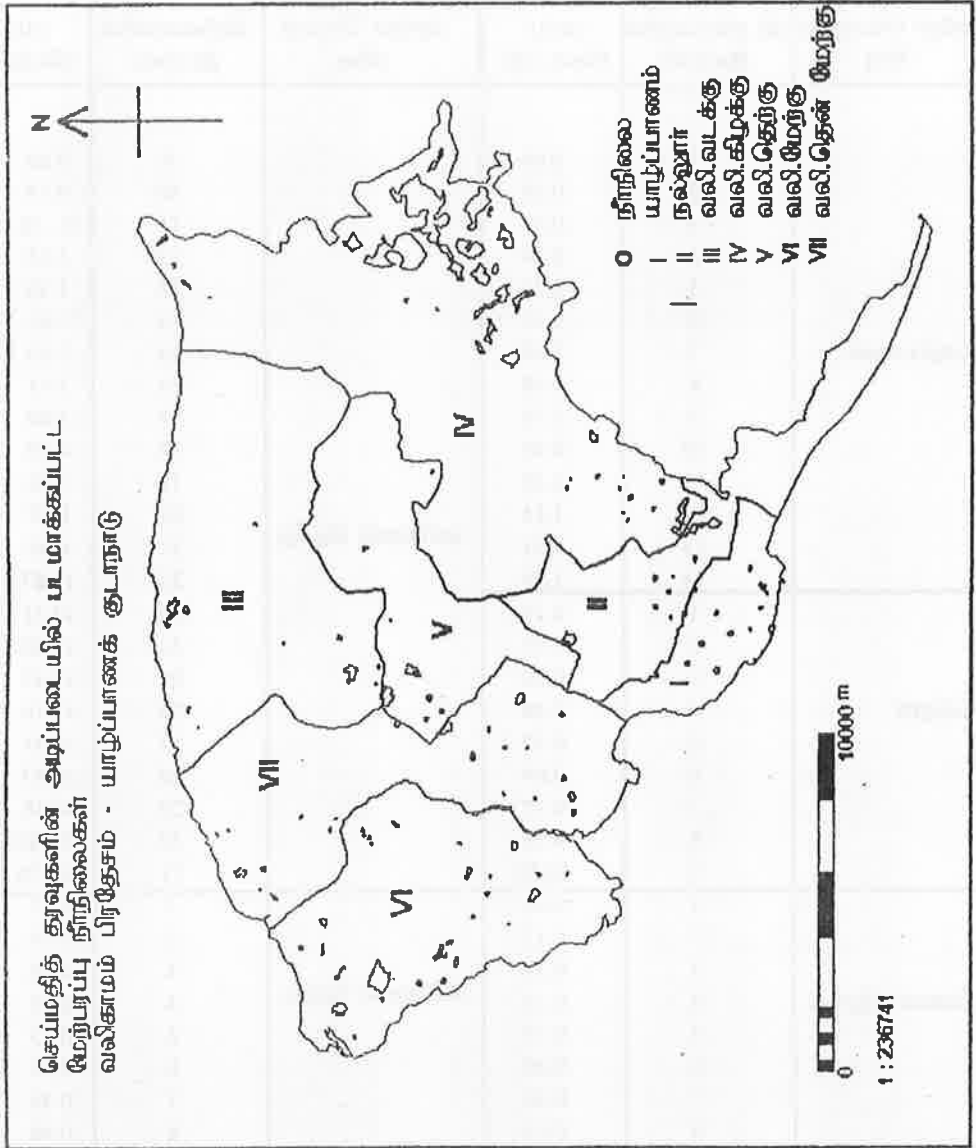 செய்மதித் தரவுகளின் அடிப்படையில் படமாக்கப்பட்ட
மேற்பரப்பு நீர்நிலைகள்
வலிகாமம் பிரதேசம் - யாழ்ப்பாணக் குடாநாடு
N
III
VII
V
IV
VI
II
I
O நீர்நிலை
I யாழ்ப்பாணம்
II நல்லூர்
III வலி.வடக்கு
IV வலி.கிழக்கு
V வலி.தெற்கு
VI வலி.மேற்கு
VII வலி.தென் மேற்கு
0 10000 m
1 : 236741